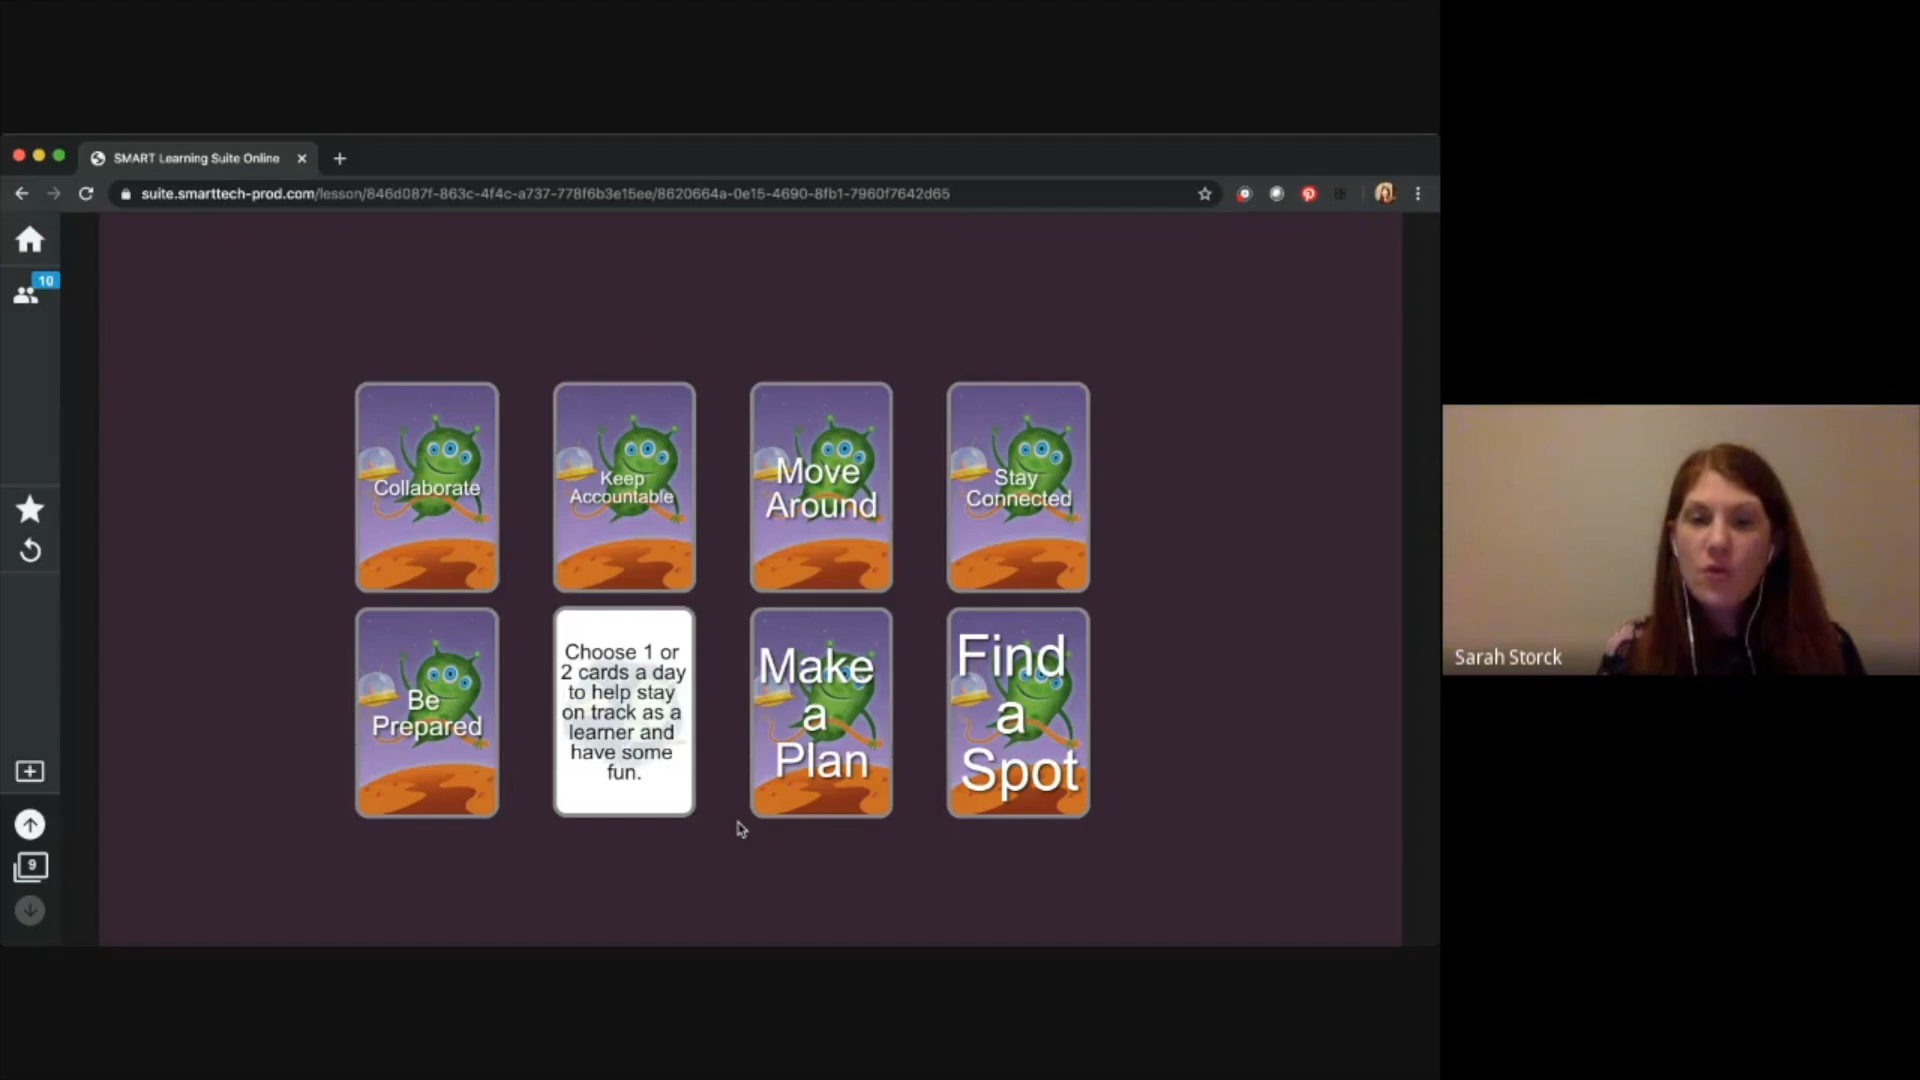 SMART Learning Suite Online
suite.smarttech-prod.com/lesson/846d087f-863c-4f4c-a737-778f6b3e15ee/8620664a-0e15-4690-8fb1-7960f7642d65
10
Collaborate
Keep
Accountable
Move
Around
Stay
Connected
Be
Prepared
Choose 1 or
2 cards a day
to help stay
on track as a
learner and
have some
fun.
Make
a
Plan
Find
a
Spot
9
Sarah Storck